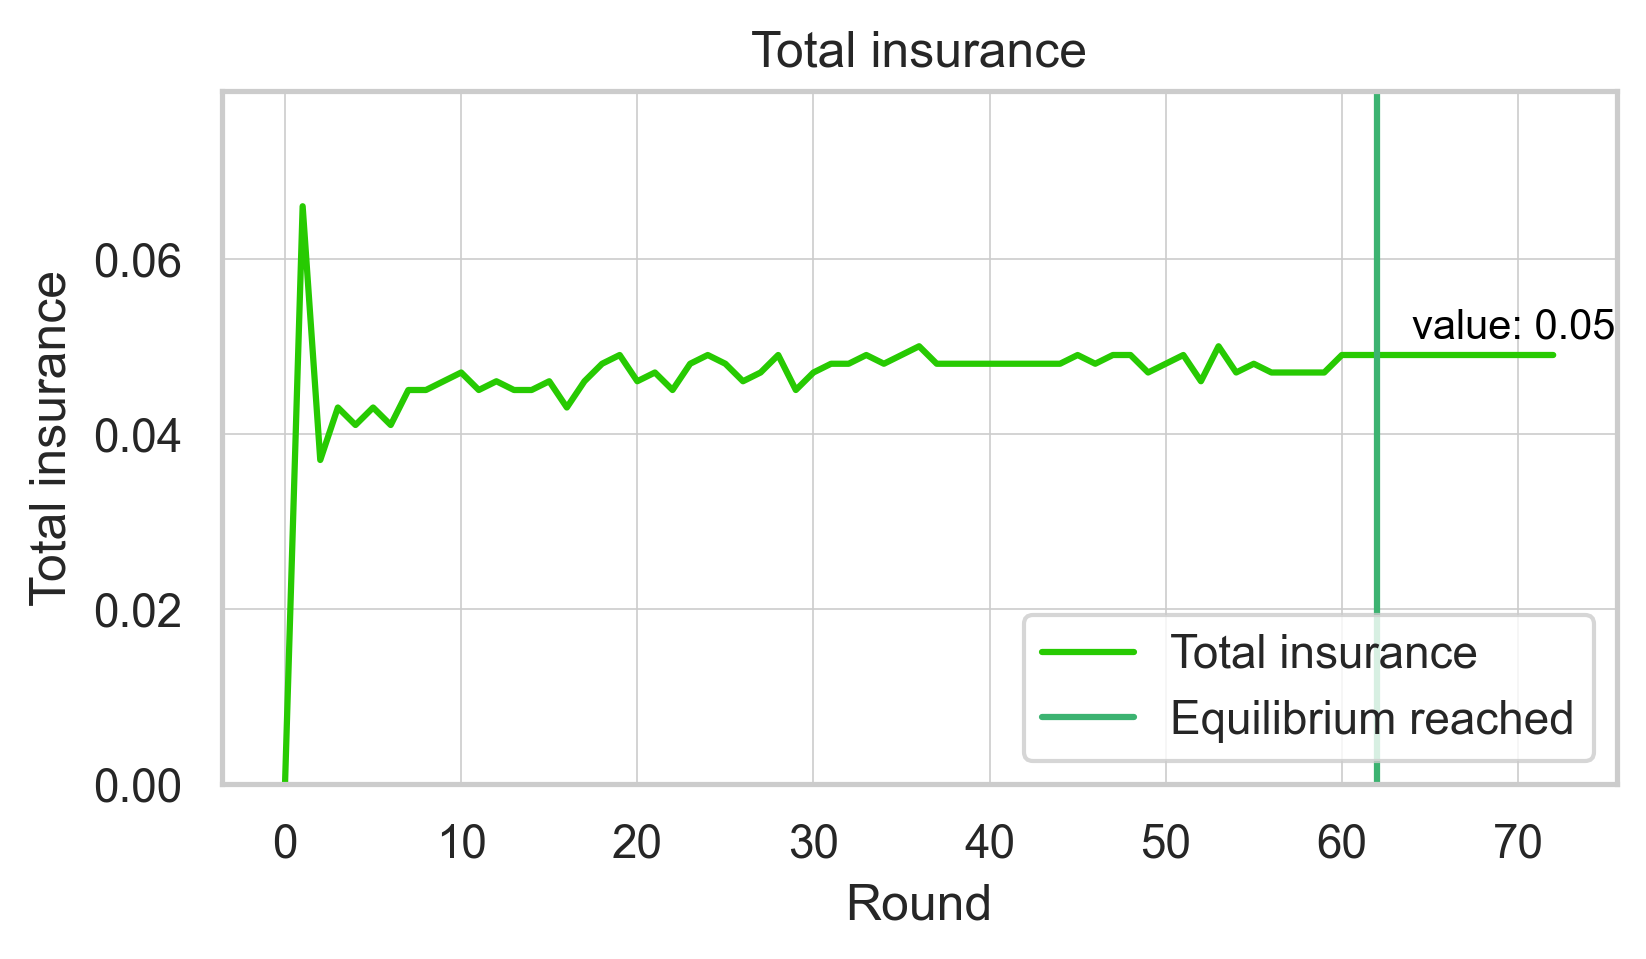 Total insurance
Total insurance
0.06
0.04
0.02
0.00
value: 0.05
Total insurance
Equilibrium reached
0 10 20 30 40 50 60 70
Round